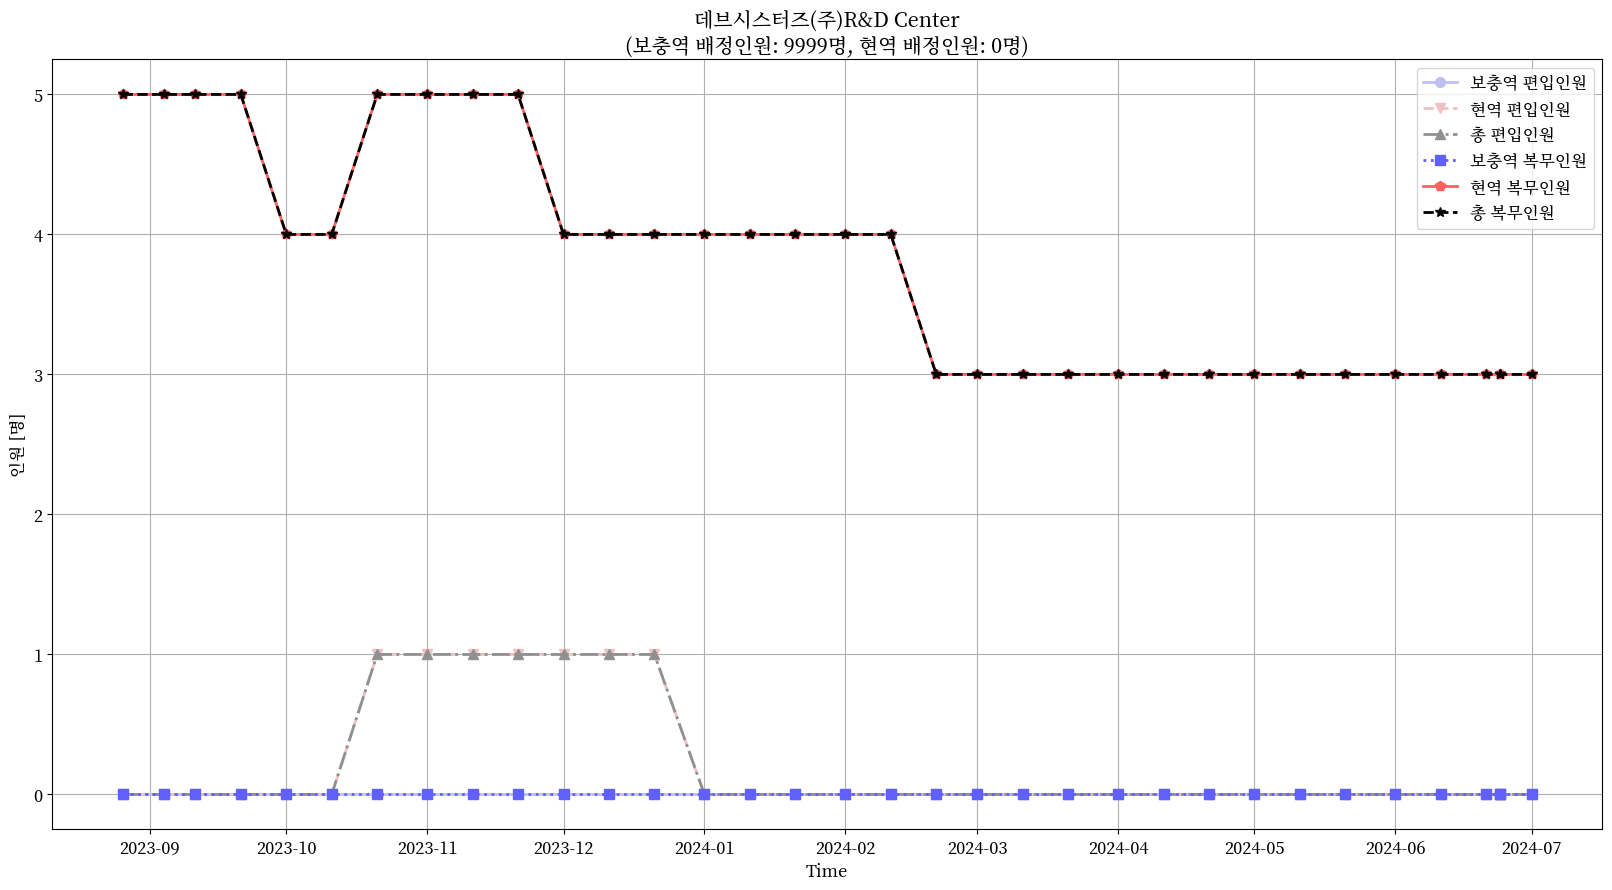 데브시스터즈(주)R&D Center
(보충역 배정인원: 9999명, 현역 배정인원: 0명)
보충역 편입인원
현역 편입인원
총 편입인원
보충역 복무인원
현역 복무인원
총 복무인원
인원 [명]
5
4
3
2
1
0
2023-09 2023-10 2023-11 2023-12 2024-01 2024-02 2024-03 2024-04 2024-05 2024-06 2024-07
Time